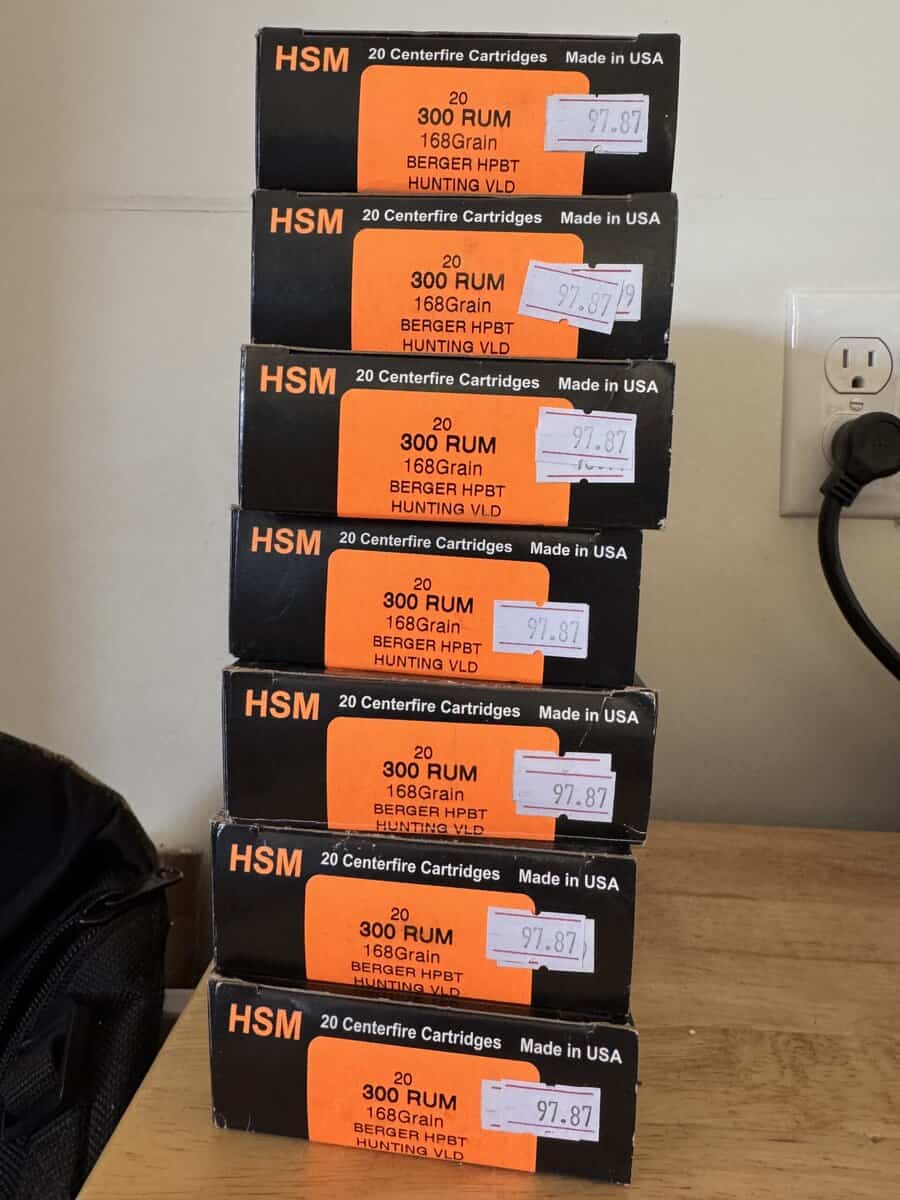 HSM 20 Centerfire Cartridges Made in USA
20
300 RUM 97.87
168Grain
BERGER HPBT
HUNTING VLD
HSM 20 Centerfire Cartridges Made in USA
20
300 RUM 97.87 9
168Grain
BERGER HPBT
HUNTING VLD
HSM 20 Centerfire Cartridges Made in USA
20
300 RUM 97.87
168Grain
BERGER HPBT
HUNTING VLD
HSM 20 Centerfire Cartridges Made in USA
20
300 RUM
168Grain 97.87
BERGER HPBT
HUNTING VLD
HSM 20 Centerfire Cartridges Made in USA
20
300 RUM
168Grain 97.87
BERGER HPBT
HUNTING VLD
HSM 20 Centerfire Cartridges Made in USA
20
300 RUM 97.87
168Grain
BERGER HPBT
HUNTING VLD
HSM 20 Centerfire Cartridges Made in USA
20
300 RUM
168Grain 97.87
BERGER HPBT
HUNTING VLD